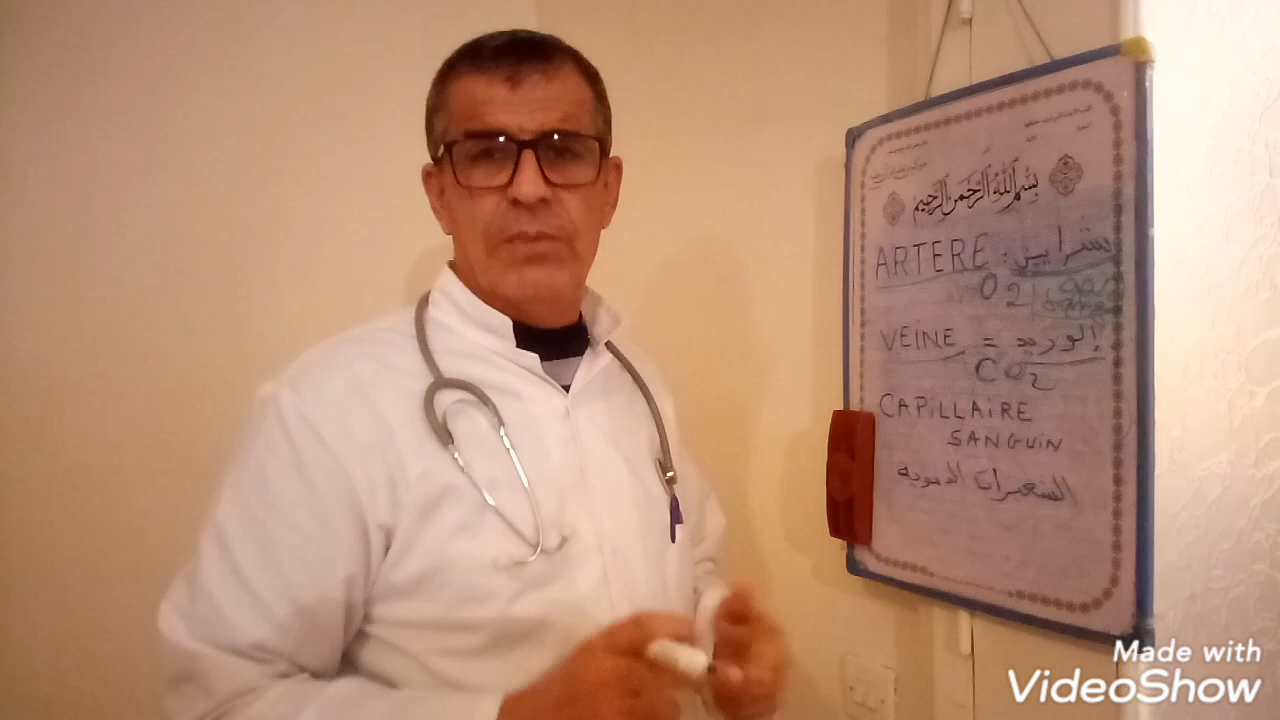 بسم الله الرحمن الرحيم
ARTERE : شرايين
O2
VEINE = الوريد
CO2
CAPILLAIRE
SANGUIN
الشعيرات الدموية
Made with
VideoShow